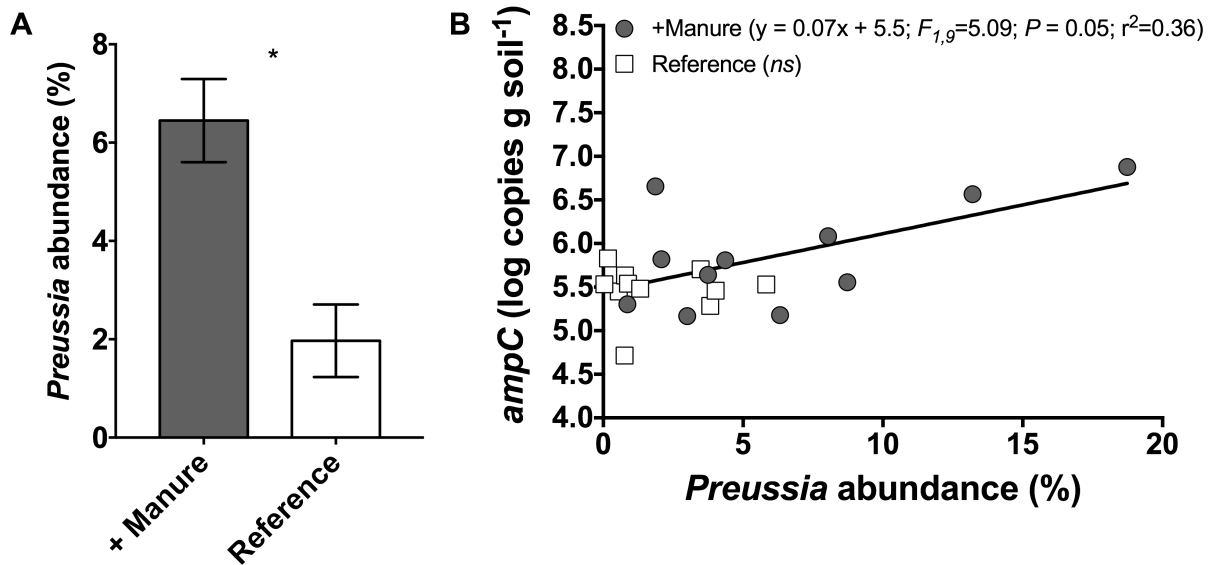 A
Preussia abundance (%)
8
6
4
2
0
*
+ Manure
Reference
B
+Manure (y = 0.07x + 5.5; F1,9=5.09; P = 0.05; r²=0.36)
Reference (ns)
ampC (log copies g soil⁻¹)
8.5
8.0
7.5
7.0
6.5
6.0
5.5
5.0
4.5
4.0
0 5 10 15 20
Preussia abundance (%)